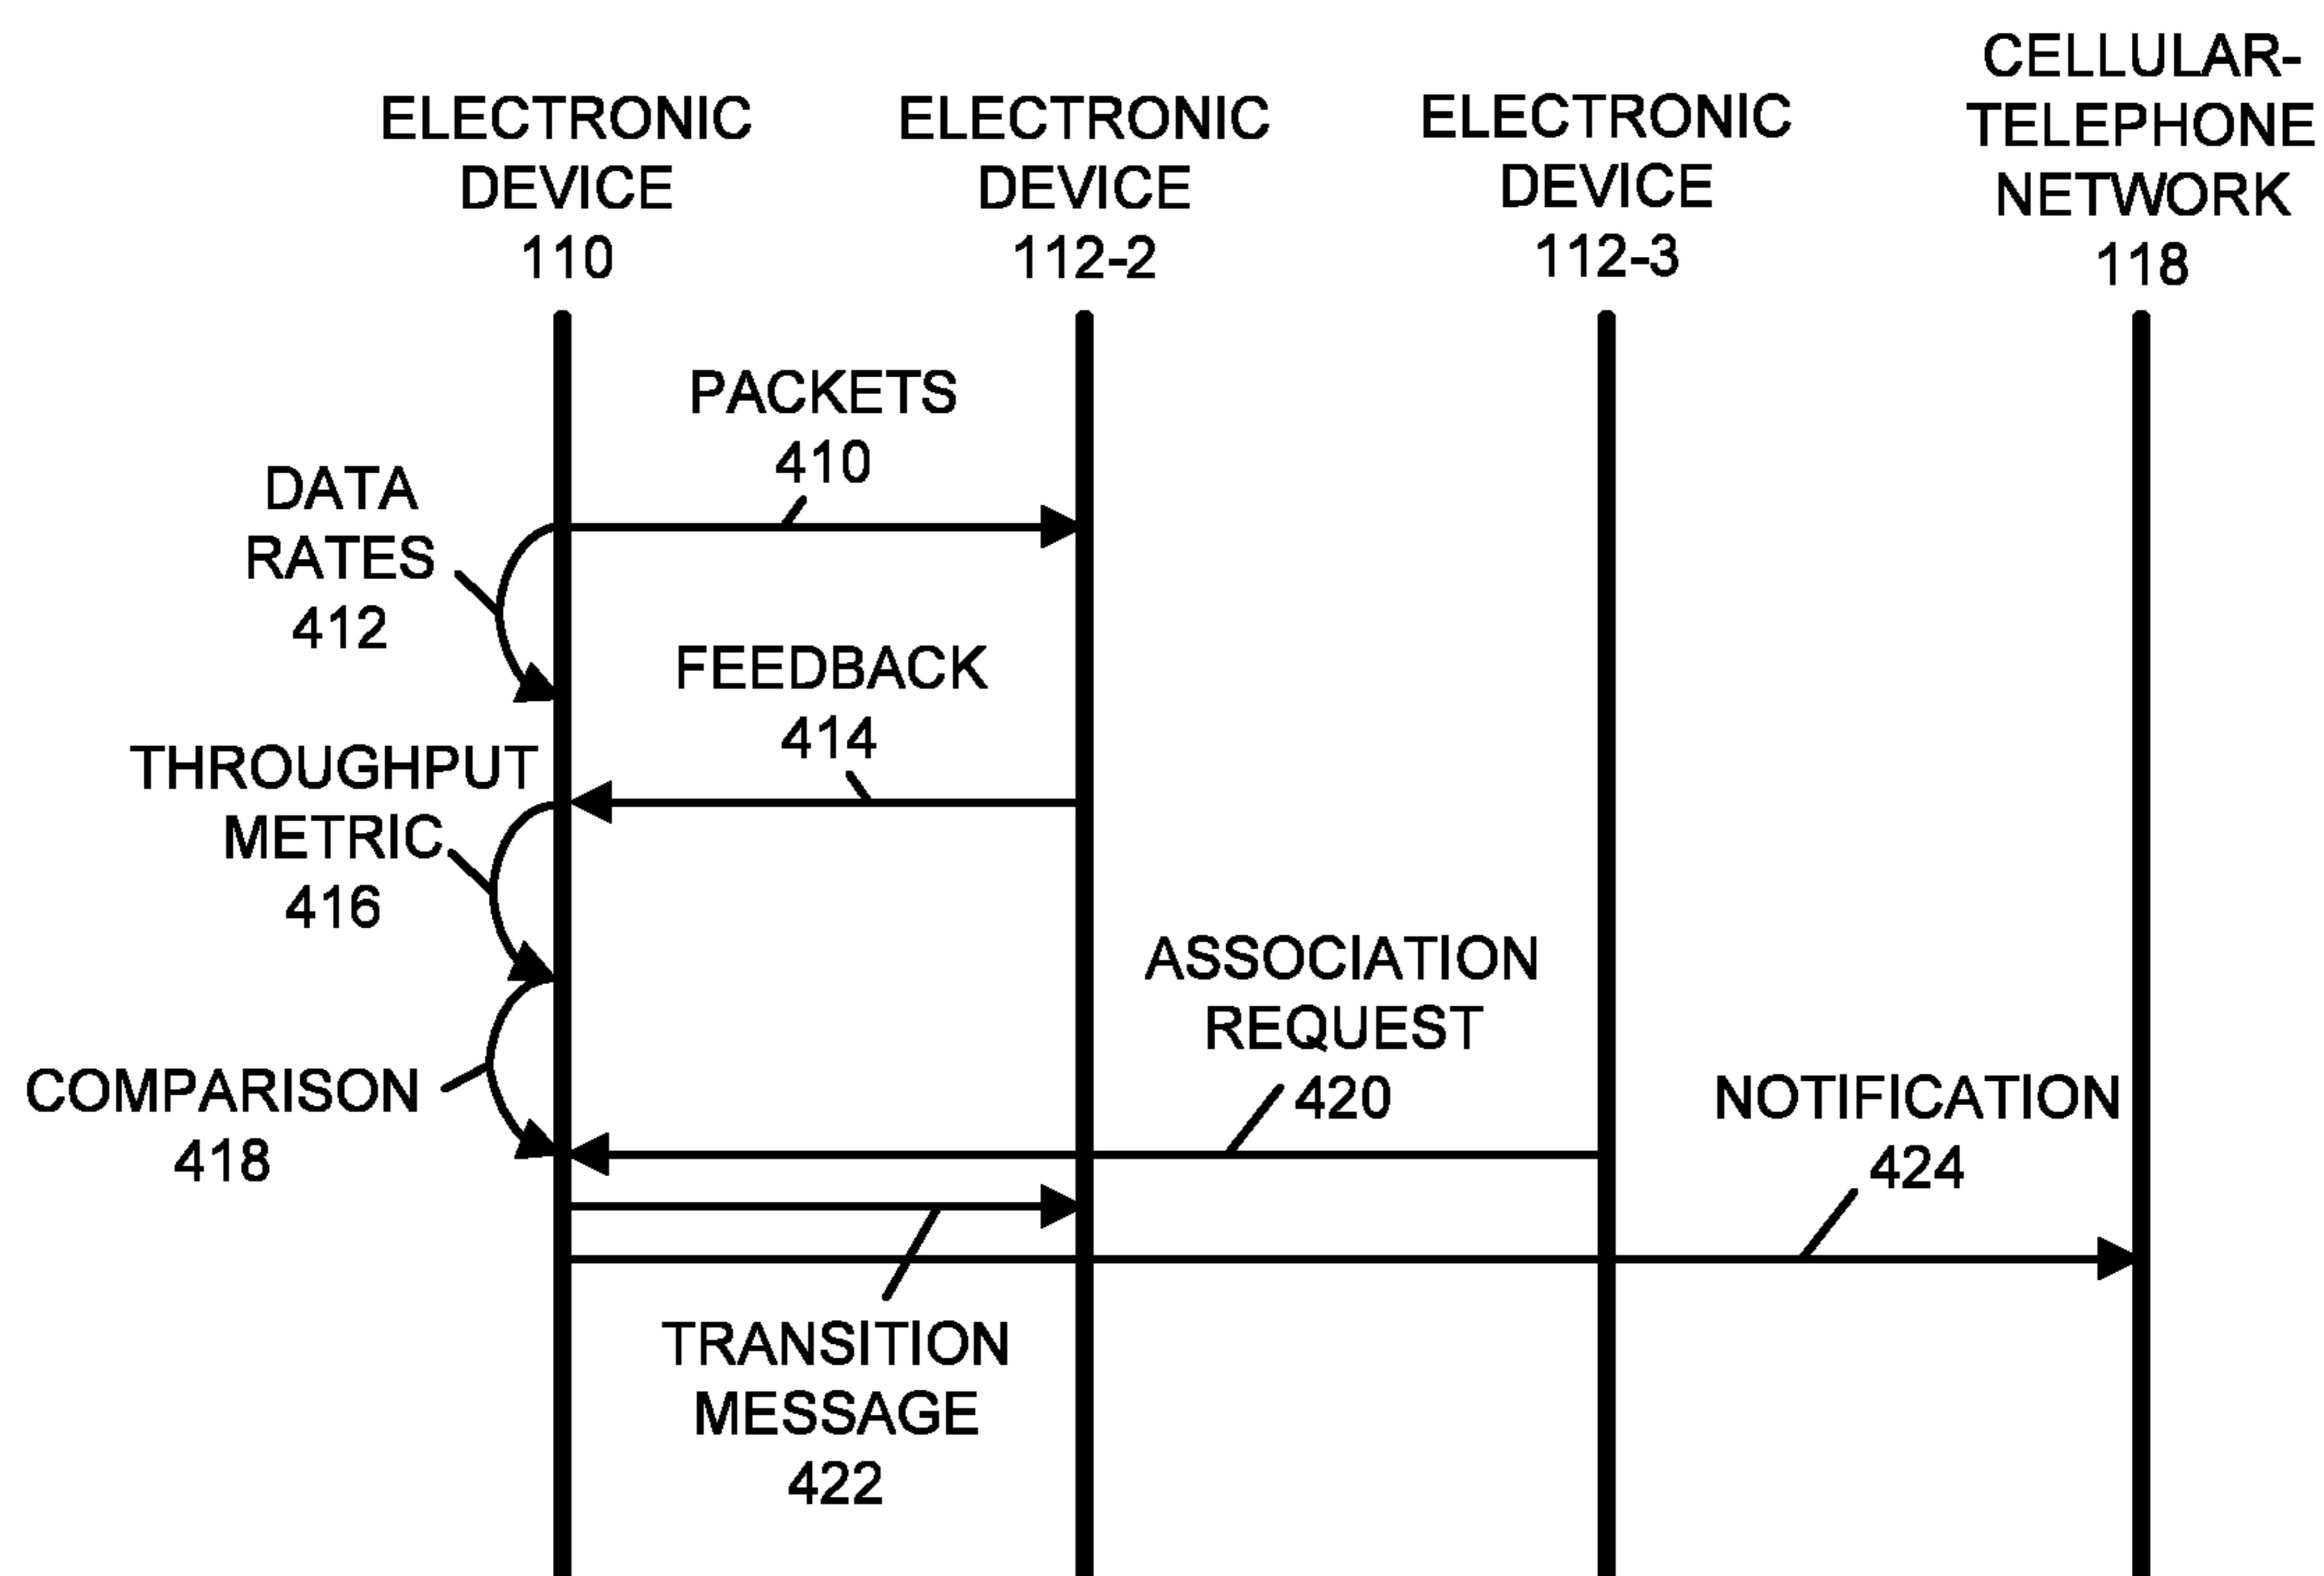 ELECTRONIC
DEVICE
110
ELECTRONIC
DEVICE
112-2
ELECTRONIC
DEVICE
112-3
CELLULAR-
TELEPHONE
NETWORK
118
PACKETS
410
DATA
RATES
412
FEEDBACK
414
THROUGHPUT
METRIC
416
ASSOCIATION
REQUEST
420
COMPARISON
418
NOTIFICATION
424
TRANSITION
MESSAGE
422